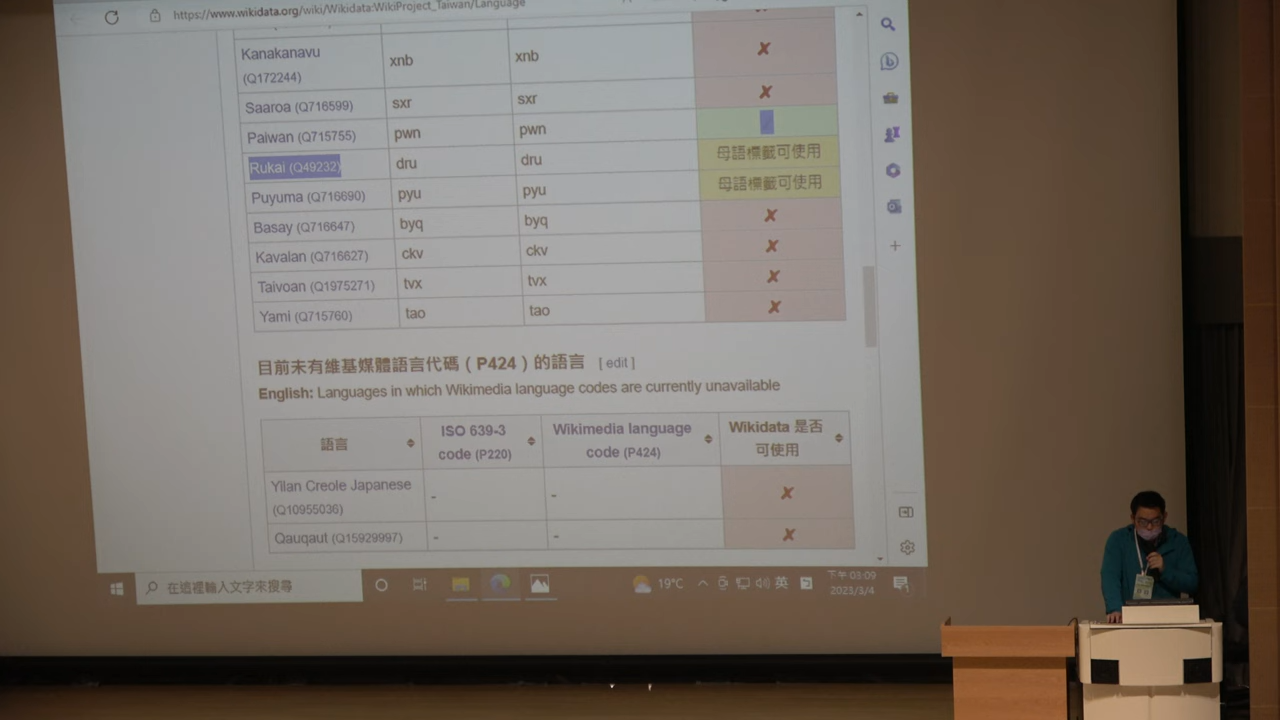 https://www.wikidata.org/wiki/Wikidata:WikiProject_Taiwan/Language
Kanakanavu
(Q172244) xnb xnb ✘
Saaroa (Q716599) sxr sxr ✘
Paiwan (Q715755) pwn pwn
Rukai (Q49232) dru dru 母語標籤可使用
Puyuma (Q716690) pyu pyu 母語標籤可使用
Basay (Q716647) byq byq ✘
Kavalan (Q716627) ckv ckv ✘
Taivoan (Q1975271) tvx tvx ✘
Yami (Q715760) tao tao ✘
目前未有維基媒體語言代碼（P424）的語言 [ edit ]
English: Languages in which Wikimedia language codes are currently unavailable
語言 ISO 639-3 Wikimedia language Wikidata 是否
code (P220) code (P424) 可使用
Yilan Creole Japanese
(Q10955036) - - ✘
Qauqaut (Q15929997) - - ✘
在這裡輸入文字來搜尋 19°C 英 下午 03:09
2023/3/4